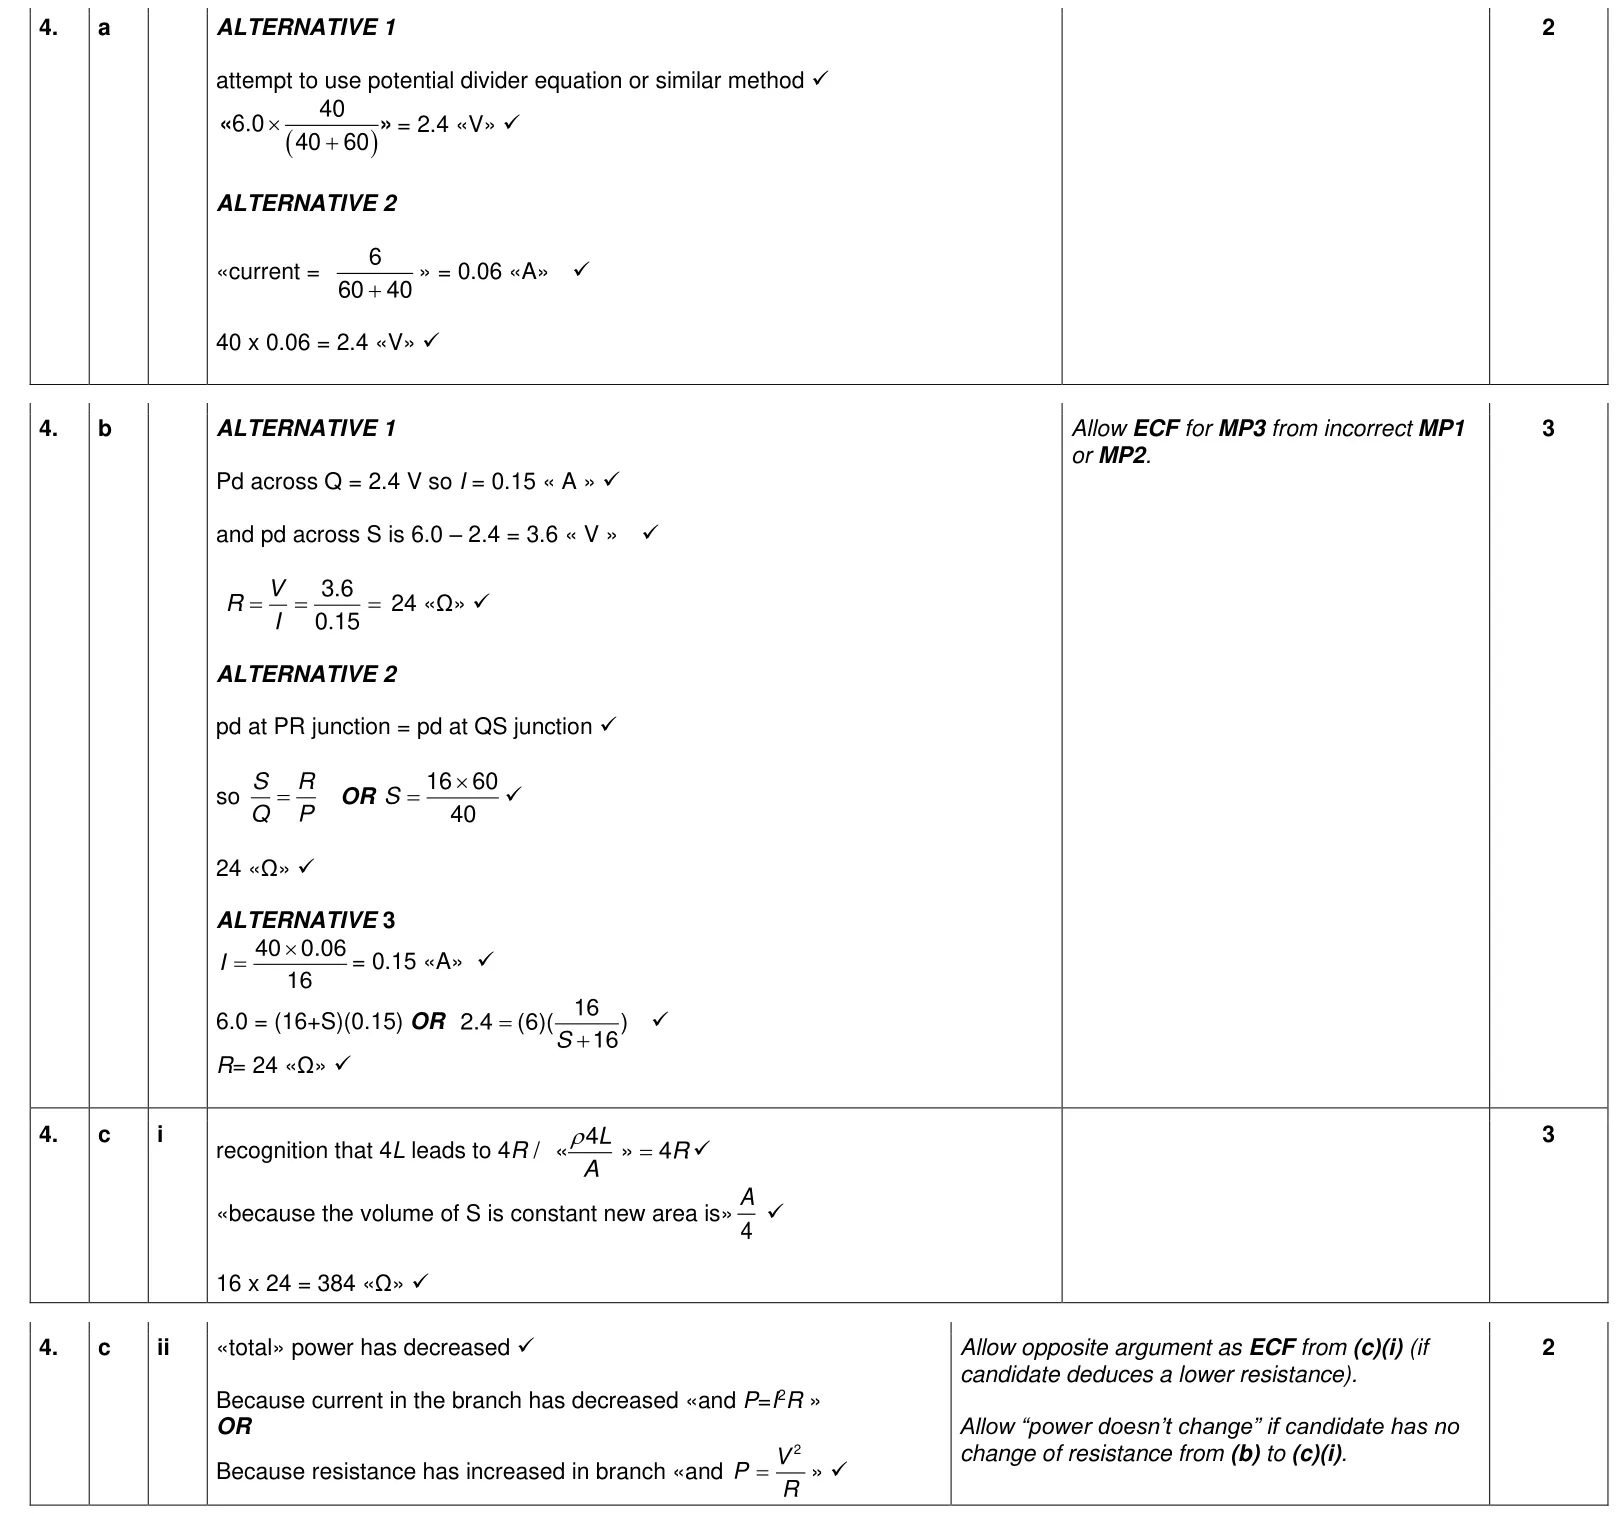 4. a ALTERNATIVE 1 2
attempt to use potential divider equation or similar method ✓
«6.0 × 40/(40 + 60)» = 2.4 «V» ✓
ALTERNATIVE 2
«current = 6/(60 + 40) » = 0.06 «A» ✓
40 x 0.06 = 2.4 «V» ✓
4. b ALTERNATIVE 1 Allow ECF for MP3 from incorrect MP1 3
or MP2.
Pd across Q = 2.4 V so I = 0.15 « A » ✓
and pd across S is 6.0 – 2.4 = 3.6 « V » ✓
R = V/I = 3.6/0.15 = 24 «Ω» ✓
ALTERNATIVE 2
pd at PR junction = pd at QS junction ✓
so S/Q = R/P OR S = (16 × 60)/40 ✓
24 «Ω» ✓
ALTERNATIVE 3
I = (40 × 0.06)/16 = 0.15 «A» ✓
6.0 = (16+S)(0.15) OR 2.4 = (6)(16/(S + 16)) ✓
R= 24 «Ω» ✓
4. c i 3
recognition that 4L leads to 4R / «ρ4L/A » = 4R ✓
«because the volume of S is constant new area is» A/4 ✓
16 x 24 = 384 «Ω» ✓
4. c ii «total» power has decreased ✓ Allow opposite argument as ECF from (c)(i) (if 2
candidate deduces a lower resistance).
Because current in the branch has decreased «and P=I²R »
OR
Because resistance has increased in branch «and P = V²/R » ✓
Allow “power doesn’t change” if candidate has no
change of resistance from (b) to (c)(i).